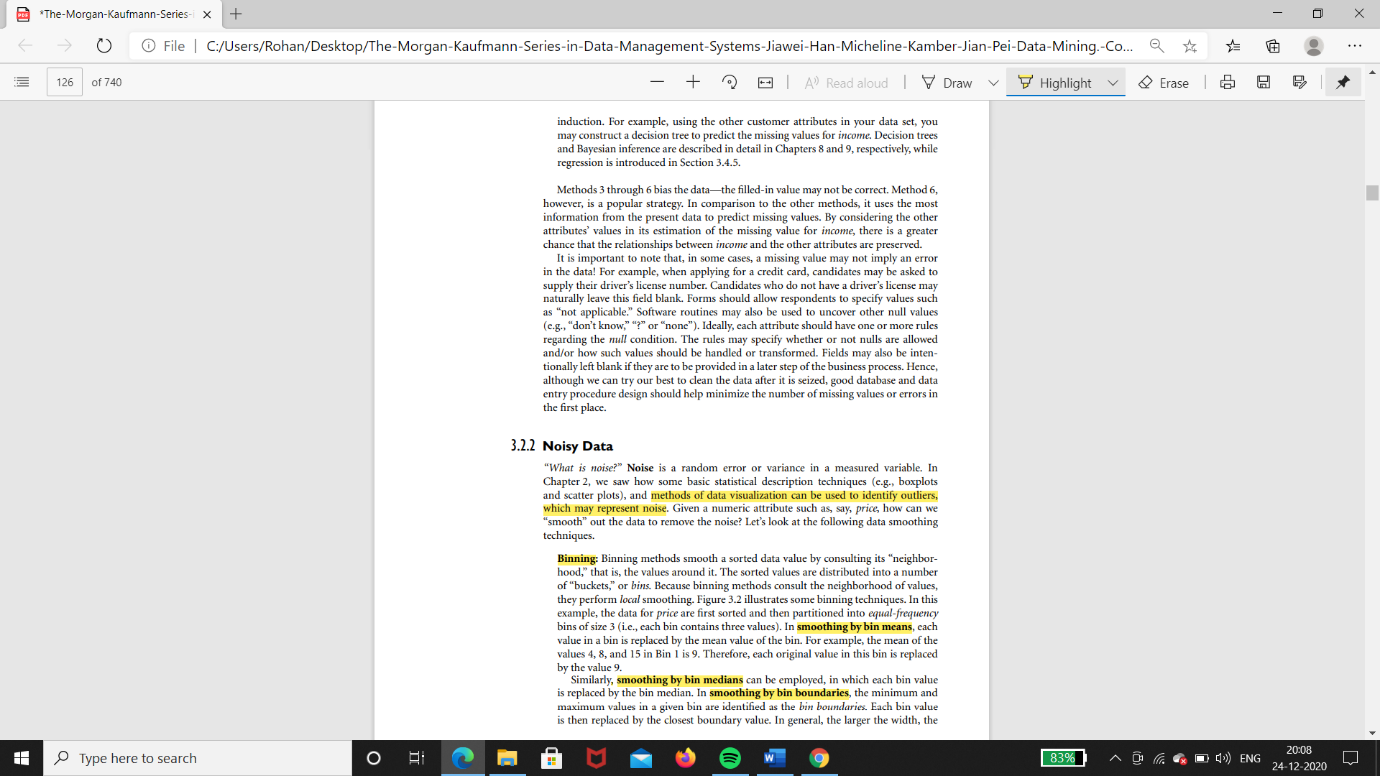 *The-Morgan-Kaufmann-Series-
File
C:/Users/Rohan/Desktop/The-Morgan-Kaufmann-Series-in-Data-Management-Systems-Jiawei-Han-Micheline-Kamber-Jian-Pei-Data-Mining.-Co...
126 of 740
Read aloud
Draw
Highlight
Erase
induction. For example, using the other customer attributes in your data set, you
may construct a decision tree to predict the missing values for income. Decision trees
and Bayesian inference are described in detail in Chapters 8 and 9, respectively, while
regression is introduced in Section 3.4.5.
Methods 3 through 6 bias the data—the filled-in value may not be correct. Method 6,
however, is a popular strategy. In comparison to the other methods, it uses the most
information from the present data to predict missing values. By considering the other
attributes' values in its estimation of the missing value for income, there is a greater
chance that the relationships between income and the other attributes are preserved.
It is important to note that, in some cases, a missing value may not imply an error
in the data! For example, when applying for a credit card, candidates may be asked to
supply their driver's license number. Candidates who do not have a driver's license may
naturally leave this field blank. Forms should allow respondents to specify values such
as "not applicable." Software routines may also be used to uncover other null values
(e.g., "don't know," "?" or "none"). Ideally, each attribute should have one or more rules
regarding the null condition. The rules may specify whether or not nulls are allowed
and/or how such values should be handled or transformed. Fields may also be inten-
tionally left blank if they are to be provided in a later step of the business process. Hence,
although we can try our best to clean the data after it is seized, good database and data
entry procedure design should help minimize the number of missing values or errors in
the first place.
3.2.2 Noisy Data
"What is noise?" Noise is a random error or variance in a measured variable. In
Chapter 2, we saw how some basic statistical description techniques (e.g., boxplots
and scatter plots), and methods of data visualization can be used to identify outliers,
which may represent noise. Given a numeric attribute such as, say, price, how can we
"smooth" out the data to remove the noise? Let's look at the following data smoothing
techniques.
Binning: Binning methods smooth a sorted data value by consulting its "neighbor-
hood," that is, the values around it. The sorted values are distributed into a number
of "buckets," or bins. Because binning methods consult the neighborhood of values,
they perform local smoothing. Figure 3.2 illustrates some binning techniques. In this
example, the data for price are first sorted and then partitioned into equal-frequency
bins of size 3 (i.e., each bin contains three values). In smoothing by bin means, each
value in a bin is replaced by the mean value of the bin. For example, the mean of the
values 4, 8, and 15 in Bin 1 is 9. Therefore, each original value in this bin is replaced
by the value 9.
Similarly, smoothing by bin medians can be employed, in which each bin value
is replaced by the bin median. In smoothing by bin boundaries, the minimum and
maximum values in a given bin are identified as the bin boundaries. Each bin value
is then replaced by the closest boundary value. In general, the larger the width, the
Type here to search
83%
ENG
20:08
24-12-2020